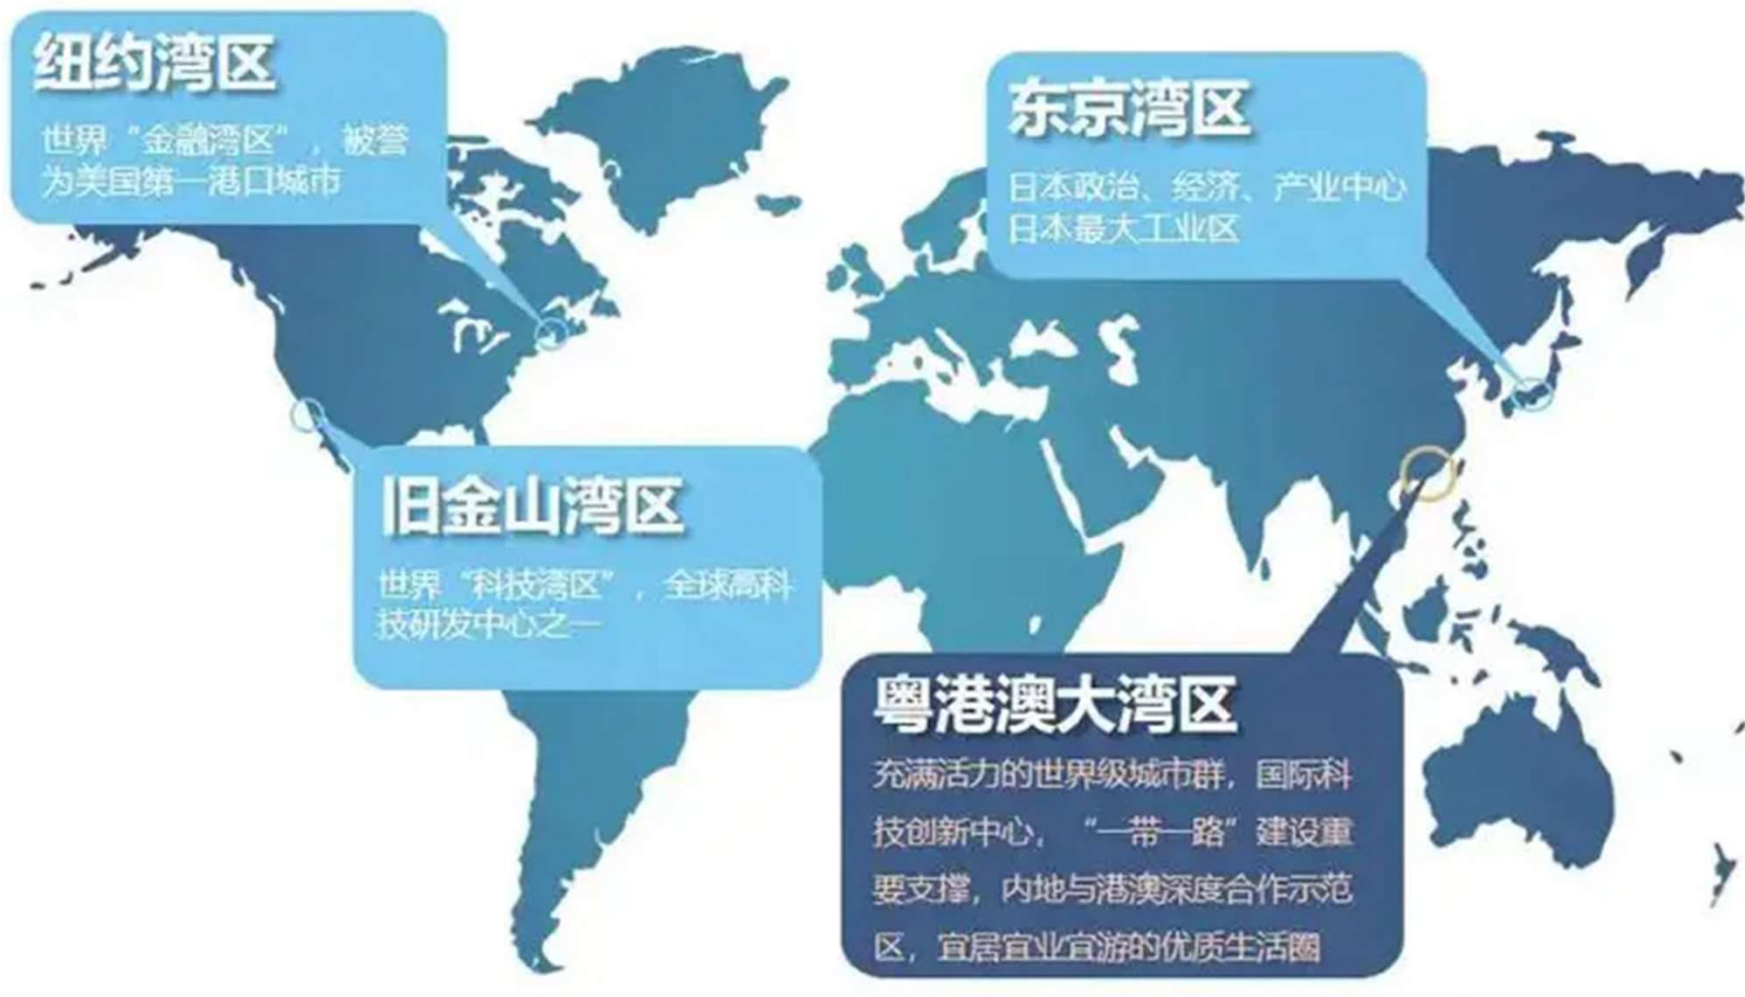 纽约湾区
世界“金融湾区”，被誉
为美国第一港口城市
东京湾区
日本政治、经济、产业中心
日本最大工业区
旧金山湾区
世界“科技湾区”，全球高科
技研发中心之一
粤港澳大湾区
充满活力的世界级城市群，国际科
技创新中心，“一带一路”建设重
要支撑，内地与港澳深度合作示范
区，宜居宜业宜游的优质生活圈